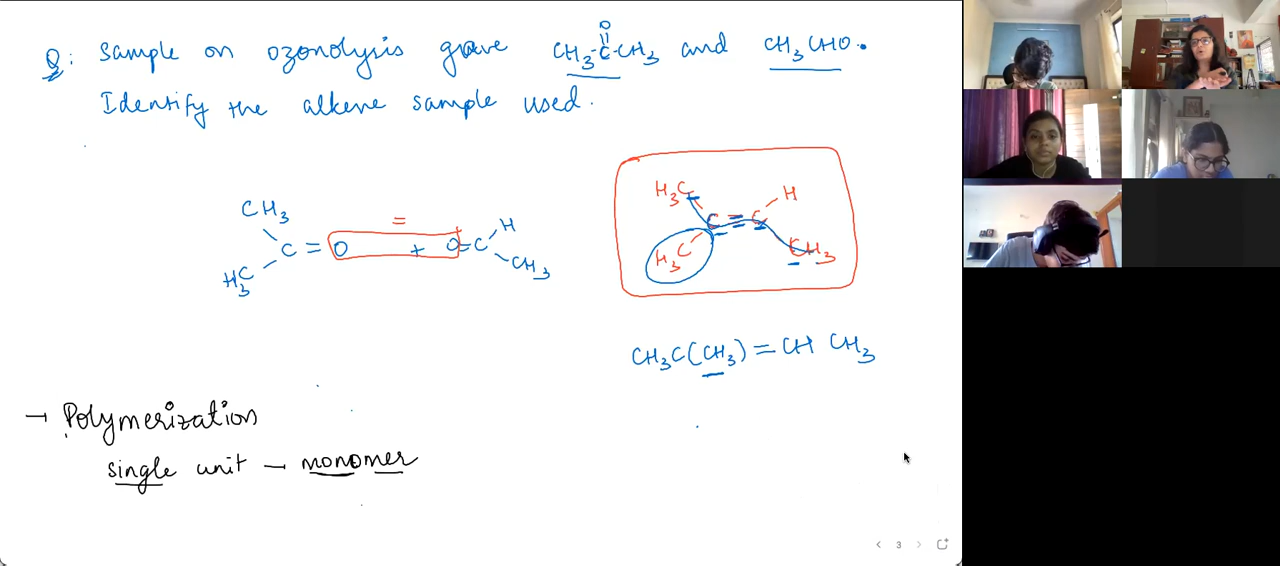 Q: Sample on ozonolysis gave CH3-C-CH3 and CH3CHO.
O
||
Identify the alkene sample used.
CH3
H3C
C = O + O = C
H
CH3
=
H3C
H3C
C = C
H
CH3
CH3C(CH3) = CH CH3
→ Polymerization
single unit → monomer
3